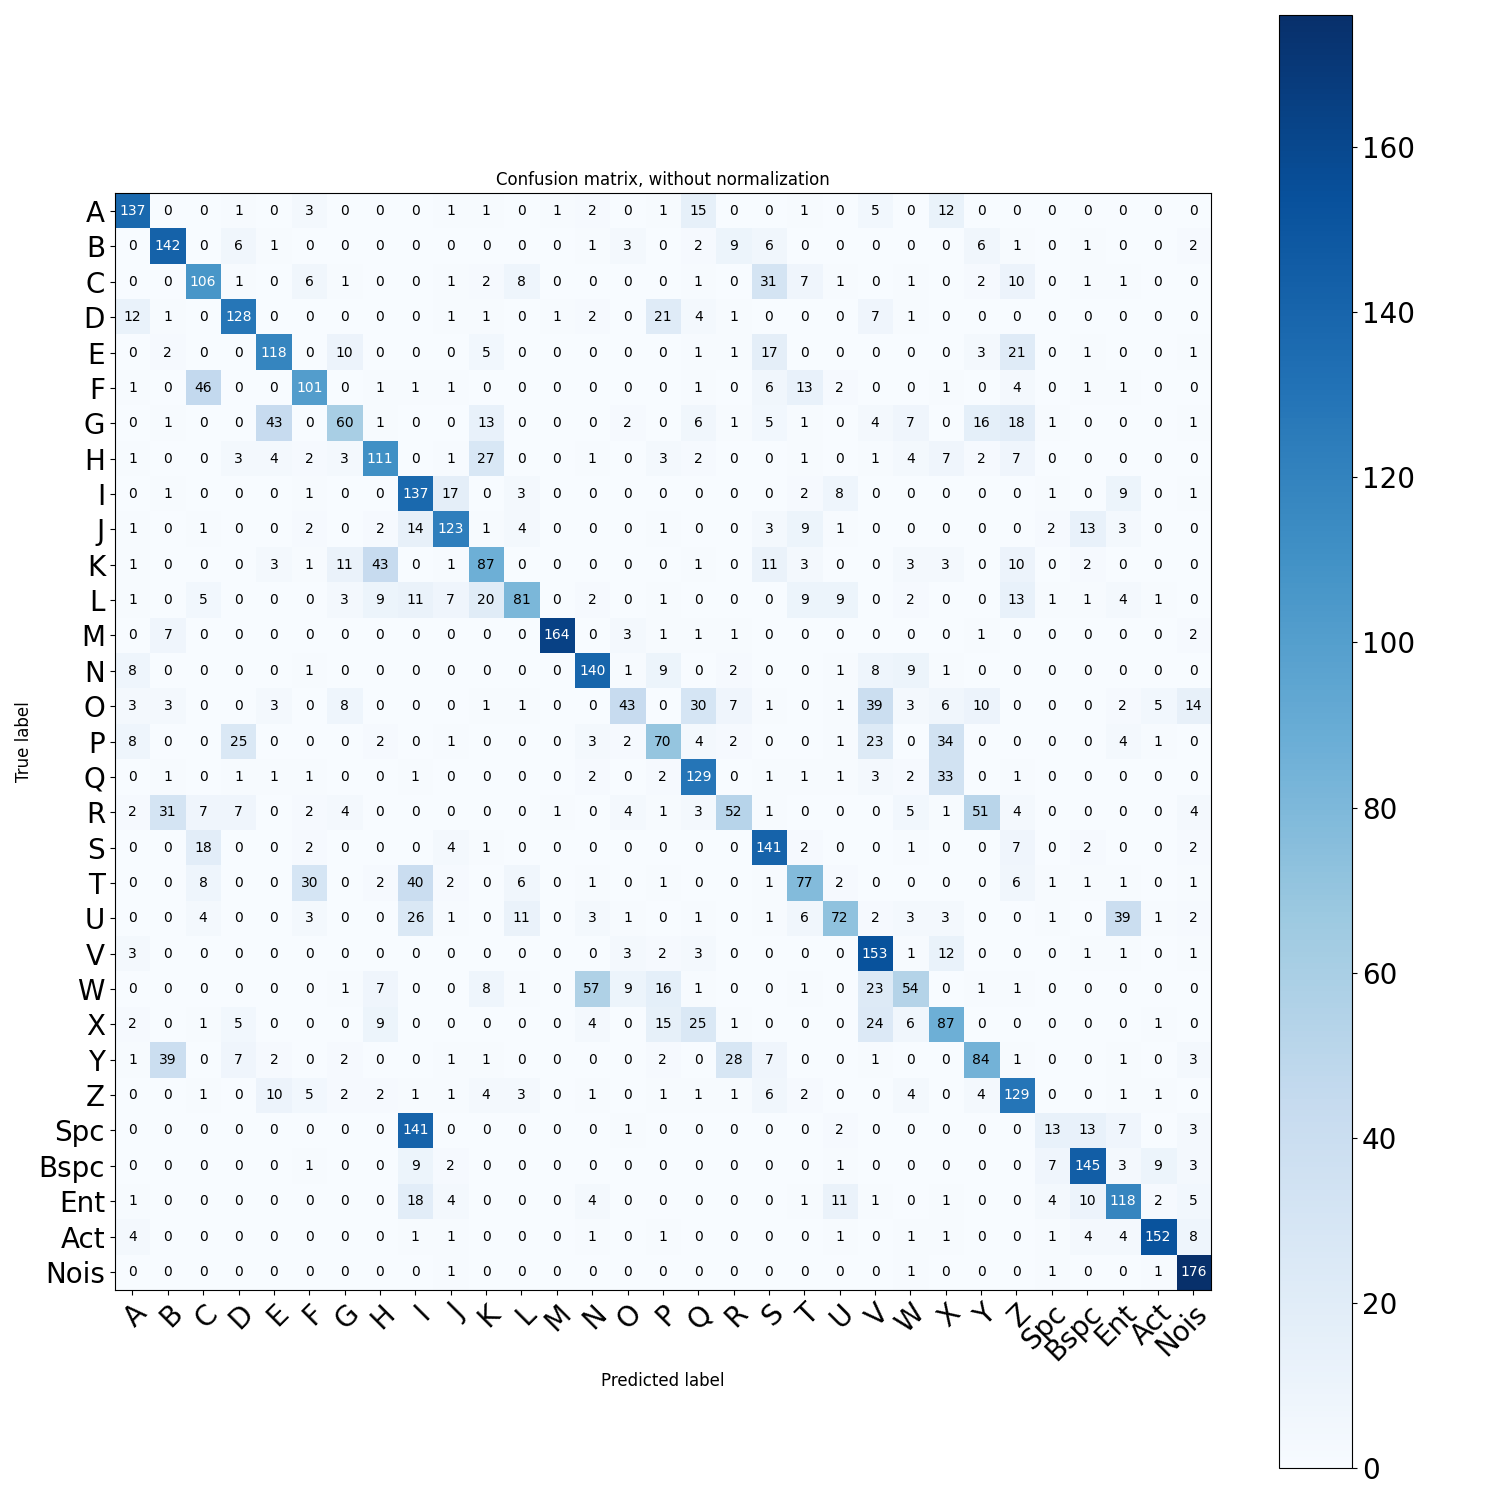 Confusion matrix, without normalization
A 137 0 0 1 0 3 0 0 0 1 1 0 1 2 0 1 15 0 0 1 0 5 0 12 0 0 0 0 0 0 0
B 0 142 0 6 1 0 0 0 0 0 0 0 0 1 3 0 2 9 6 0 0 0 0 0 6 1 0 1 0 0 2
C 0 0 106 1 0 6 1 0 0 1 2 8 0 0 0 0 1 0 31 7 1 0 1 0 2 10 0 1 1 0 0
D 12 1 0 128 0 0 0 0 0 1 1 0 1 2 0 21 4 1 0 0 0 7 1 0 0 0 0 0 0 0 0
E 0 2 0 0 118 0 10 0 0 0 5 0 0 0 0 0 1 1 17 0 0 0 0 0 3 21 0 1 0 0 1
F 1 0 46 0 0 101 0 1 1 1 0 0 0 0 0 0 1 0 6 13 2 0 0 1 0 4 0 1 1 0 0
G 0 1 0 0 43 0 60 1 0 0 13 0 0 0 2 0 6 1 5 1 0 4 7 0 16 18 1 0 0 0 1
H 1 0 0 3 4 2 3 111 0 1 27 0 0 1 0 3 2 0 0 1 0 1 4 7 2 7 0 0 0 0 0
I 0 1 0 0 0 1 0 0 137 17 0 3 0 0 0 0 0 0 0 2 8 0 0 0 0 0 1 0 9 0 1
J 1 0 1 0 0 2 0 2 14 123 1 4 0 0 0 1 0 0 3 9 1 0 0 0 0 0 2 13 3 0 0
K 1 0 0 0 3 1 11 43 0 1 87 0 0 0 0 0 1 0 11 3 0 0 3 3 0 10 0 2 0 0 0
L 1 0 5 0 0 0 3 9 11 7 20 81 0 2 0 1 0 0 0 9 9 0 2 0 0 13 1 1 4 1 0
M 0 7 0 0 0 0 0 0 0 0 0 0 164 0 3 1 1 1 0 0 0 0 0 0 1 0 0 0 0 0 2
N 8 0 0 0 0 1 0 0 0 0 0 0 0 140 1 9 0 2 0 0 1 8 9 1 0 0 0 0 0 0 0
O 3 3 0 0 3 0 8 0 0 0 1 1 0 0 43 0 30 7 1 0 1 39 3 6 10 0 0 0 2 5 14
P 8 0 0 25 0 0 0 2 0 1 0 0 0 3 2 70 4 2 0 0 1 23 0 34 0 0 0 0 4 1 0
Q 0 1 0 1 1 1 0 0 1 0 0 0 0 2 0 2 129 0 1 1 1 3 2 33 0 1 0 0 0 0 0
R 2 31 7 7 0 2 4 0 0 0 0 0 1 0 4 1 3 52 1 0 0 0 5 1 51 4 0 0 0 0 4
S 0 0 18 0 0 2 0 0 0 4 1 0 0 0 0 0 0 0 141 2 0 0 1 0 0 7 0 2 0 0 2
T 0 0 8 0 0 30 0 2 40 2 0 6 0 1 0 1 0 0 1 77 2 0 0 0 0 6 1 1 1 0 1
U 0 0 4 0 0 3 0 0 26 1 0 11 0 3 1 0 1 0 1 6 72 2 3 3 0 0 1 0 39 1 2
V 3 0 0 0 0 0 0 0 0 0 0 0 0 0 3 2 3 0 0 0 0 153 1 12 0 0 0 1 1 0 1
W 0 0 0 0 0 0 1 7 0 0 8 1 0 57 9 16 1 0 0 1 0 23 54 0 1 1 0 0 0 0 0
X 2 0 1 5 0 0 0 9 0 0 0 0 0 4 0 15 25 1 0 0 0 24 6 87 0 0 0 0 0 1 0
Y 1 39 0 7 2 0 2 0 0 1 1 0 0 0 0 2 0 28 7 0 0 1 0 0 84 1 0 0 1 0 3
Z 0 0 1 0 10 5 2 2 1 1 4 3 0 1 0 1 1 1 6 2 0 0 4 0 4 129 0 0 1 1 0
Spc 0 0 0 0 0 0 0 0 141 0 0 0 0 0 1 0 0 0 0 0 2 0 0 0 0 0 13 13 7 0 3
Bspc 0 0 0 0 0 1 0 0 9 2 0 0 0 0 0 0 0 0 0 0 1 0 0 0 0 0 7 145 3 9 3
Ent 1 0 0 0 0 0 0 0 18 4 0 0 0 4 0 0 0 0 0 1 11 1 0 1 0 0 4 10 118 2 5
Act 4 0 0 0 0 0 0 0 1 1 0 0 0 1 0 1 0 0 0 0 1 0 1 1 0 0 1 4 4 152 8
Nois 0 0 0 0 0 0 0 0 0 1 0 0 0 0 0 0 0 0 0 0 0 0 1 0 0 0 1 0 0 1 176
A B C D E F G H I J K L M N O P Q R S T U V W X Y Z Spc Bspc Ent Act Nois
Predicted label
True label
160
140
120
100
80
60
40
20
0